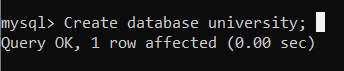 mysql> Create database university;
Query OK, 1 row affected (0.00 sec)